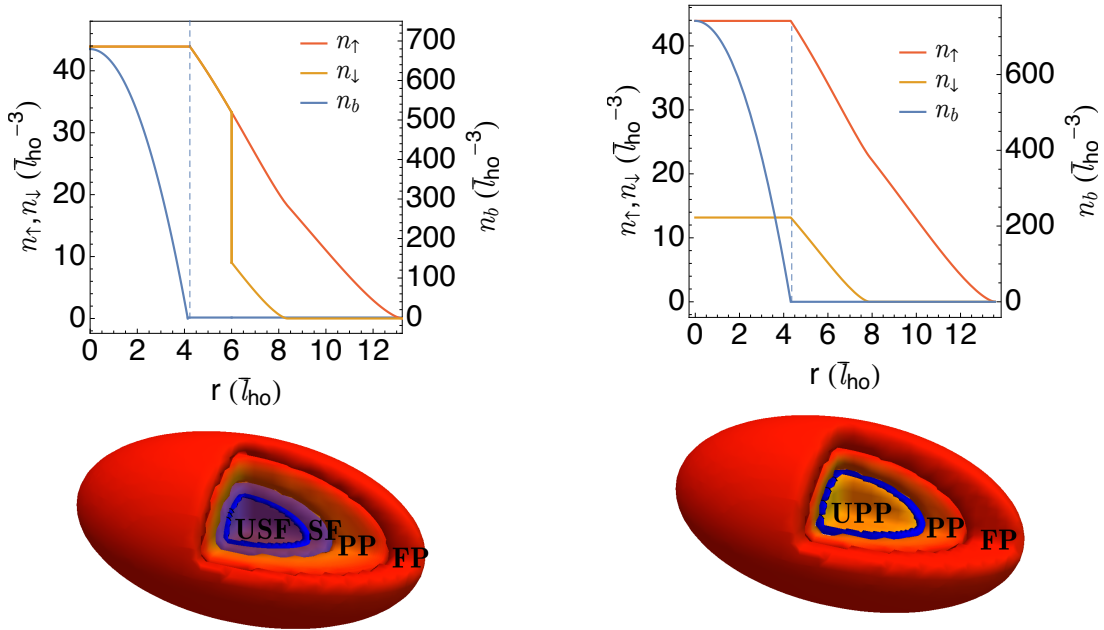 n↑
n↓
n_b
40
30
20
10
0
700
600
500
400
300
200
100
0
0 2 4 6 8 10 12
n↑, n↓ (l̅_ho⁻³)
n_b (l̅_ho⁻³)
r (l̅_ho)
n↑
n↓
n_b
40
30
20
10
0
600
400
200
0
0 2 4 6 8 10 12
n↑, n↓ (l̅_ho⁻³)
n_b (l̅_ho⁻³)
r (l̅_ho)
USF SF PP FP
UPP PP FP